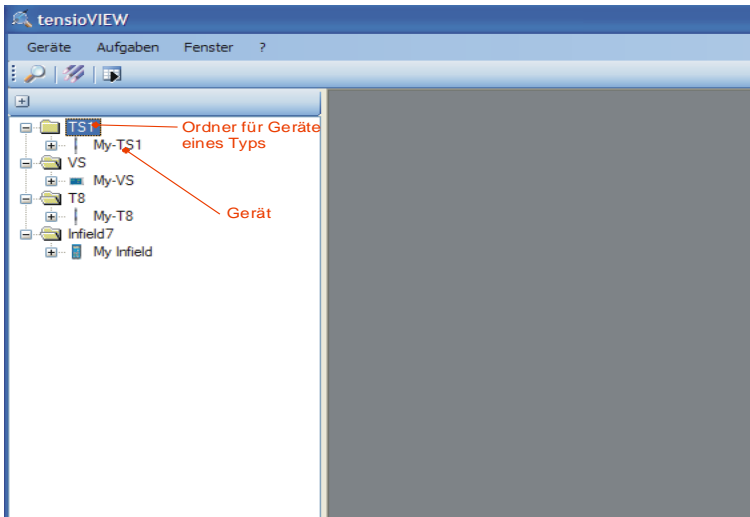 tensioVIEW
Geräte Aufgaben Fenster ?
TS1
Ordner für Geräte
eines Typs
My-TS1
VS
My-VS
T8
My-T8
Gerät
Infield7
My Infield